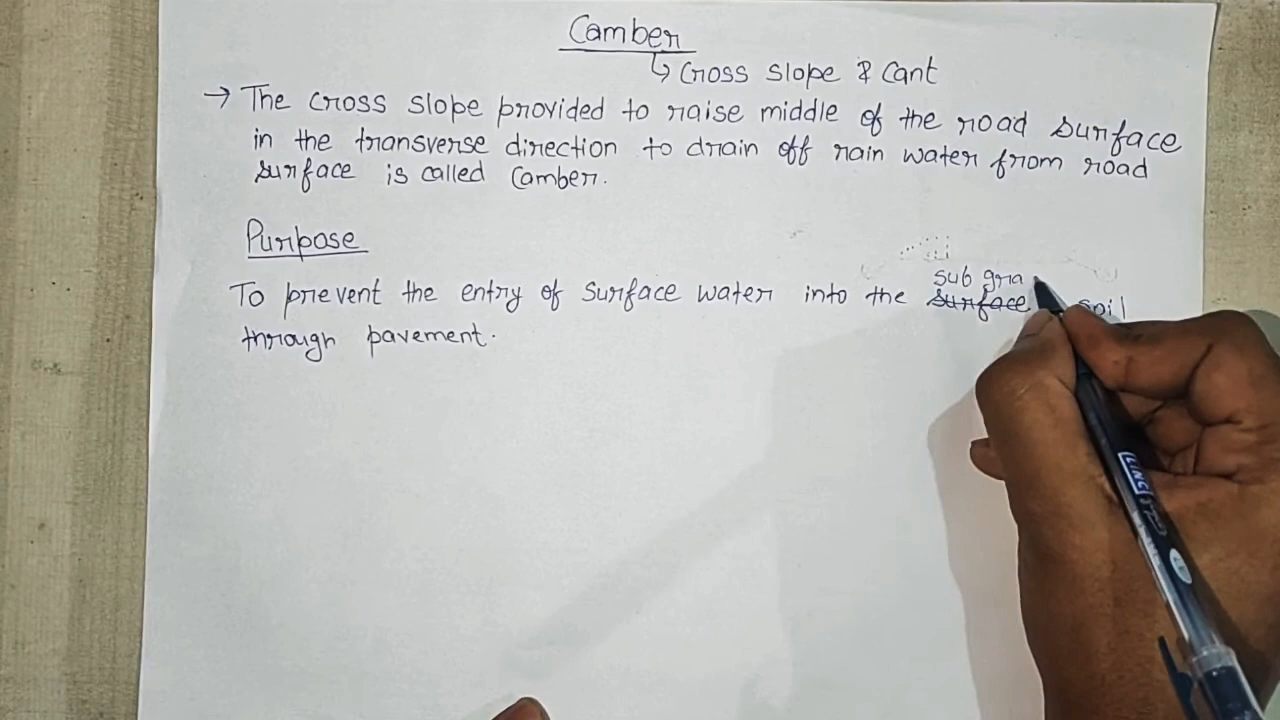 Camber
↳ Cross slope & Cant
→ The cross slope provided to raise middle of the road surface
in the transverse direction to drain off rain water from road
surface is called Camber.
Purpose
sub gra
To prevent the entry of surface water into the surface soil
through pavement.
LINC